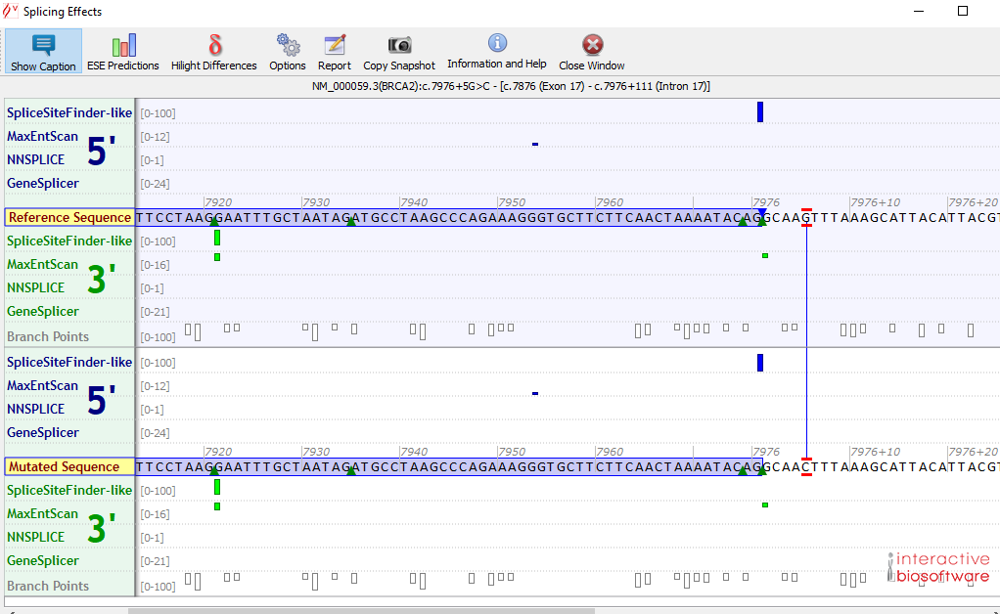 Splicing Effects
Show Caption ESE Predictions Hilight Differences Options Report Copy Snapshot Information and Help Close Window
NM_000059.3(BRCA2):c.7976+5G>C - [c.7876 (Exon 17) - c.7976+111 (Intron 17)]
SpliceSiteFinder-like [0-100]
MaxEntScan [0-12]
5'
NNSPLICE [0-1]
GeneSplicer [0-24]
7920 7930 7940 7950 7960 7976 7976+10 7976+20
Reference Sequence TTCCTAAGGAATTTGCTAATAGATGCCTAAGCCCAGAAAGGGTGCTTCTTCAACTAAAATACAGGCAAGTTTAAAGCATTACATTACGT
SpliceSiteFinder-like [0-100]
MaxEntScan [0-16]
3'
NNSPLICE [0-1]
GeneSplicer [0-21]
Branch Points [0-100]
SpliceSiteFinder-like [0-100]
MaxEntScan [0-12]
5'
NNSPLICE [0-1]
GeneSplicer [0-24]
7920 7930 7940 7950 7960 7976 7976+10 7976+20
Mutated Sequence TTCCTAAGGAATTTGCTAATAGATGCCTAAGCCCAGAAAGGGTGCTTCTTCAACTAAAATACAGGCAACTTTAAAGCATTACATTACGT
SpliceSiteFinder-like [0-100]
MaxEntScan [0-16]
3'
NNSPLICE [0-1]
GeneSplicer [0-21]
Branch Points [0-100]
interactive
biosoftware